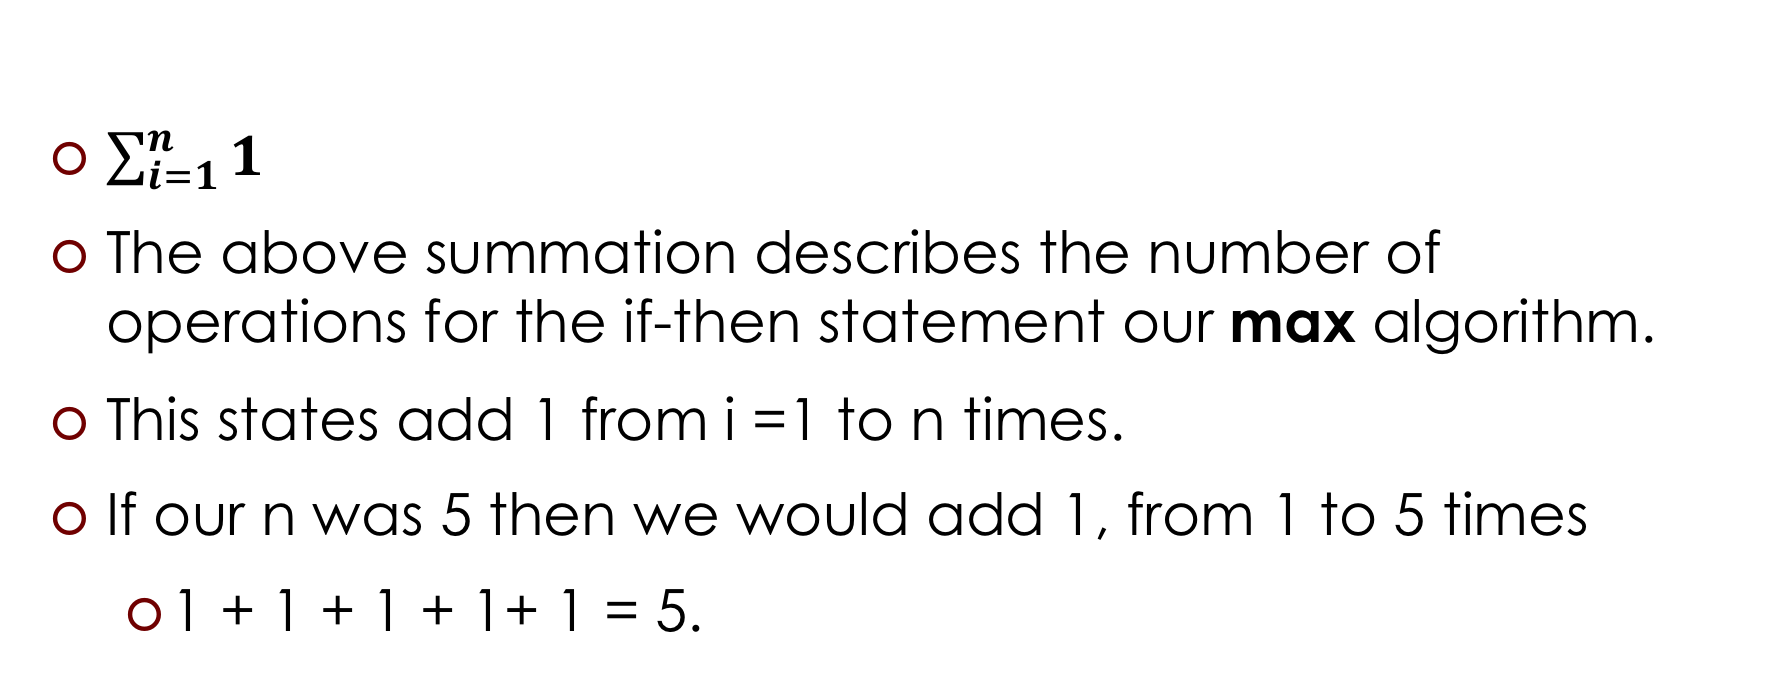 ∑ⁿᵢ₌₁ 1
The above summation describes the number of
operations for the if-then statement our max algorithm.
This states add 1 from i =1 to n times.
If our n was 5 then we would add 1, from 1 to 5 times
1 + 1 + 1 + 1+ 1 = 5.